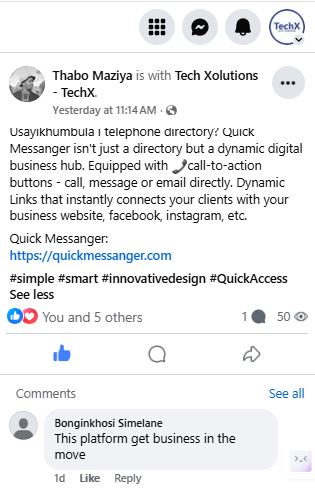 TechX
Thabo Maziya is with Tech Xolutions
- TechX.
Yesterday at 11:14 AM ·
Usayikhumbula i telephone directory? Quick
Messanger isn't just a directory but a dynamic digital
business hub. Equipped with 📞call-to-action
buttons - call, message or email directly. Dynamic
Links that instantly connects your clients with your
business website, facebook, instagram, etc.
Quick Messanger:
https://quickmessanger.com
#simple #smart #innovativedesign #QuickAccess
See less
You and 5 others 1 50
Comments See all
Bonginkhosi Simelane
This platform get business in the
move
1d Like Reply